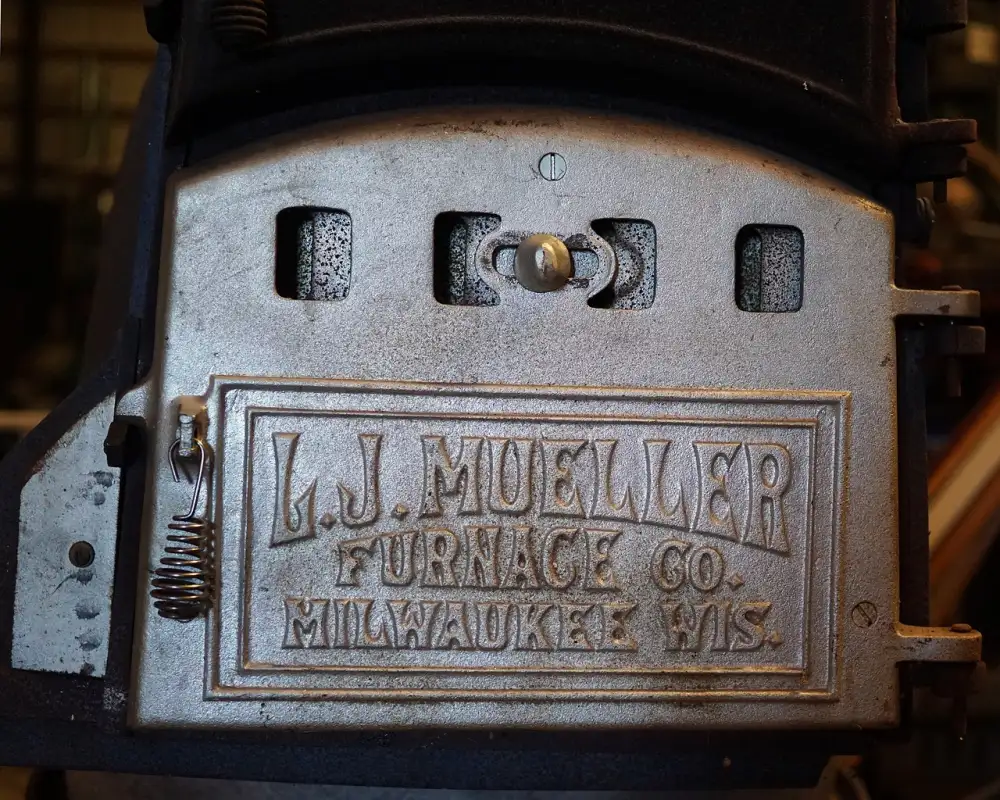 L.J. MUELLER
FURNACE CO.
MILWAUKEE WIS.